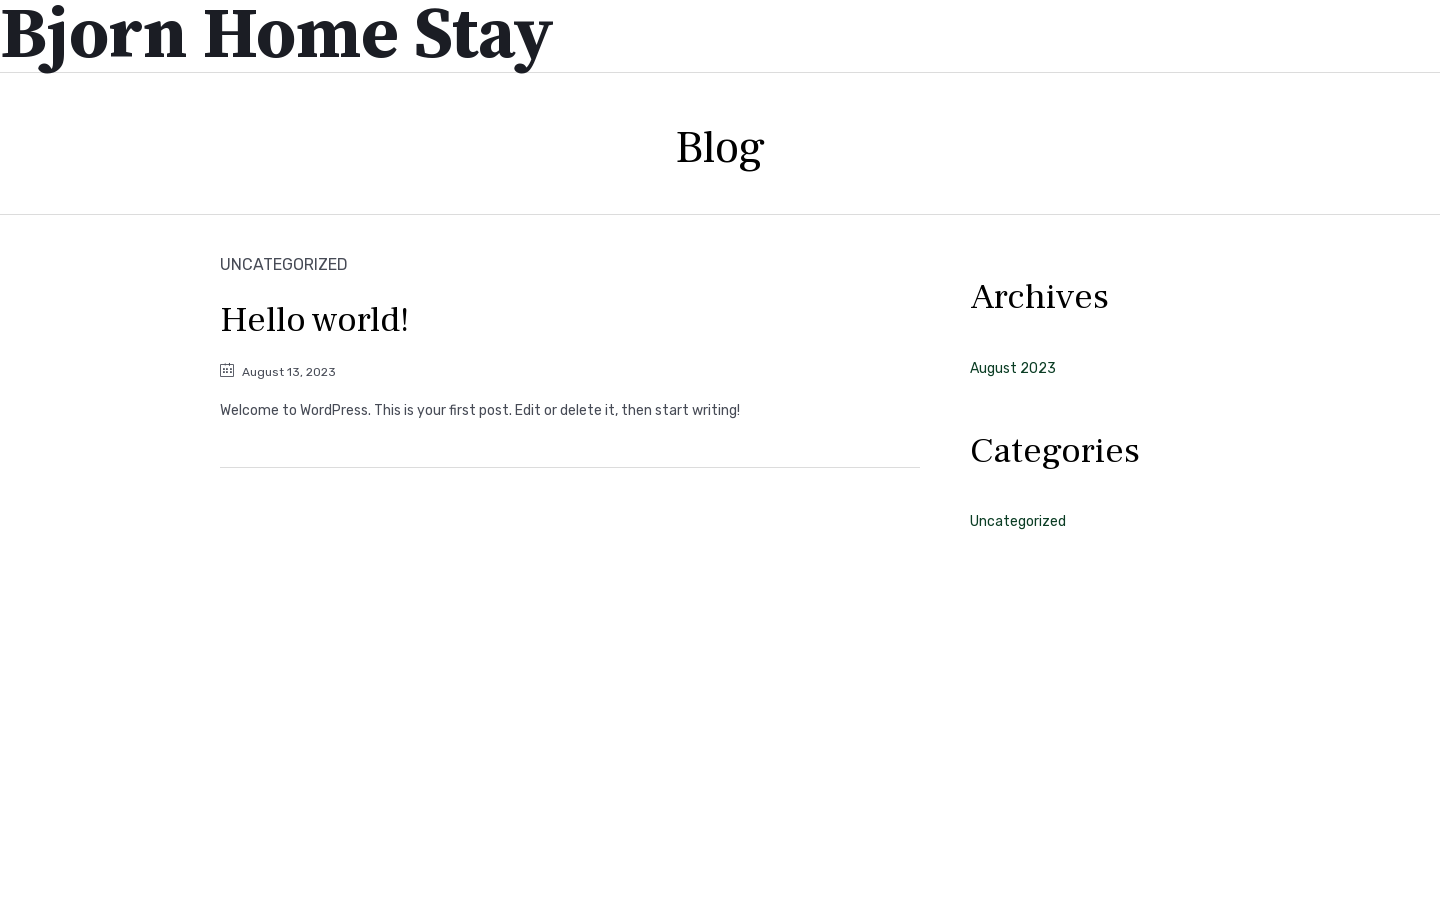 Bjorn Home Stay
Blog
UNCATEGORIZED
Hello world!
August 13, 2023
Welcome to WordPress. This is your first post. Edit or delete it, then start writing!
Archives
August 2023
Categories
Uncategorized